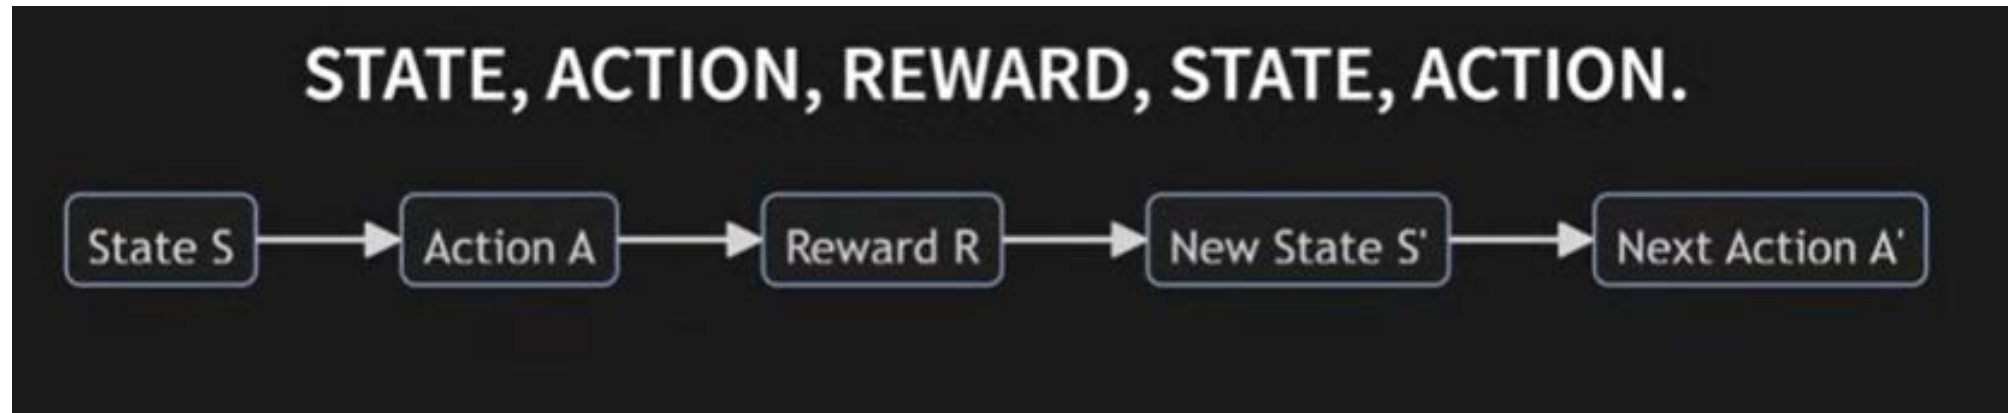 STATE, ACTION, REWARD, STATE, ACTION.
State S
Action A
Reward R
New State S'
Next Action A'